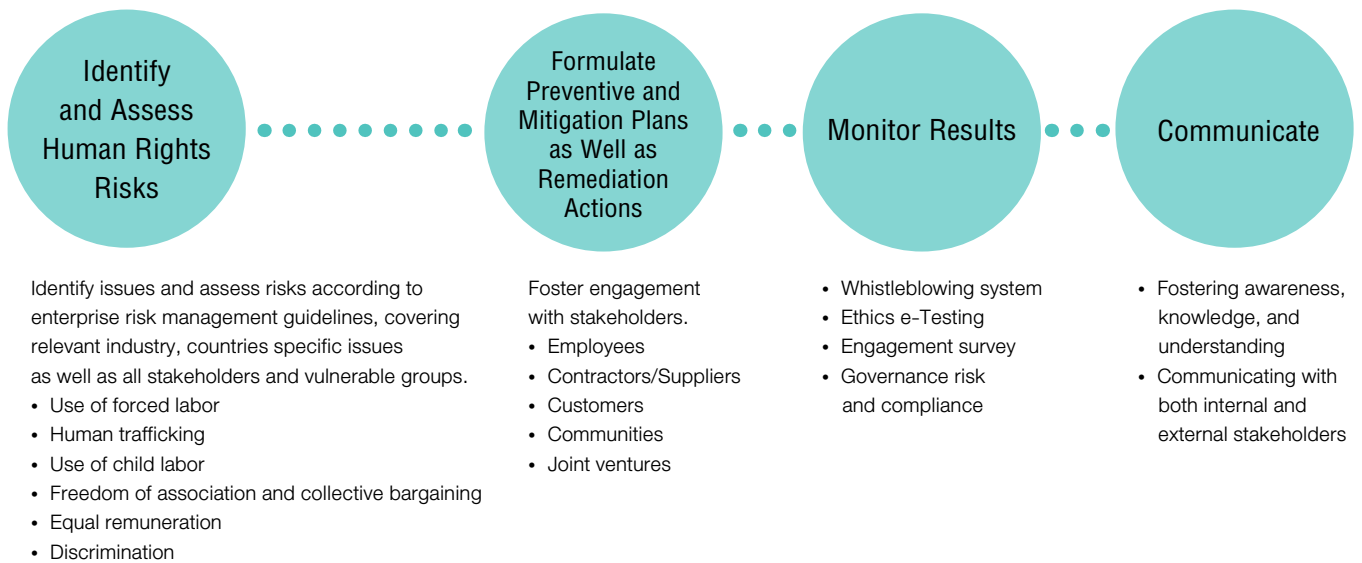 Identify
and Assess
Human Rights
Risks
Formulate
Preventive and
Mitigation Plans
as Well as
Remediation
Actions
Monitor Results
Communicate
Identify issues and assess risks according to
enterprise risk management guidelines, covering
relevant industry, countries specific issues
as well as all stakeholders and vulnerable groups.
• Use of forced labor
• Human trafficking
• Use of child labor
• Freedom of association and collective bargaining
• Equal remuneration
• Discrimination
Foster engagement
with stakeholders.
• Employees
• Contractors/Suppliers
• Customers
• Communities
• Joint ventures
• Whistleblowing system
• Ethics e-Testing
• Engagement survey
• Governance risk
and compliance
• Fostering awareness,
knowledge, and
understanding
• Communicating with
both internal and
external stakeholders